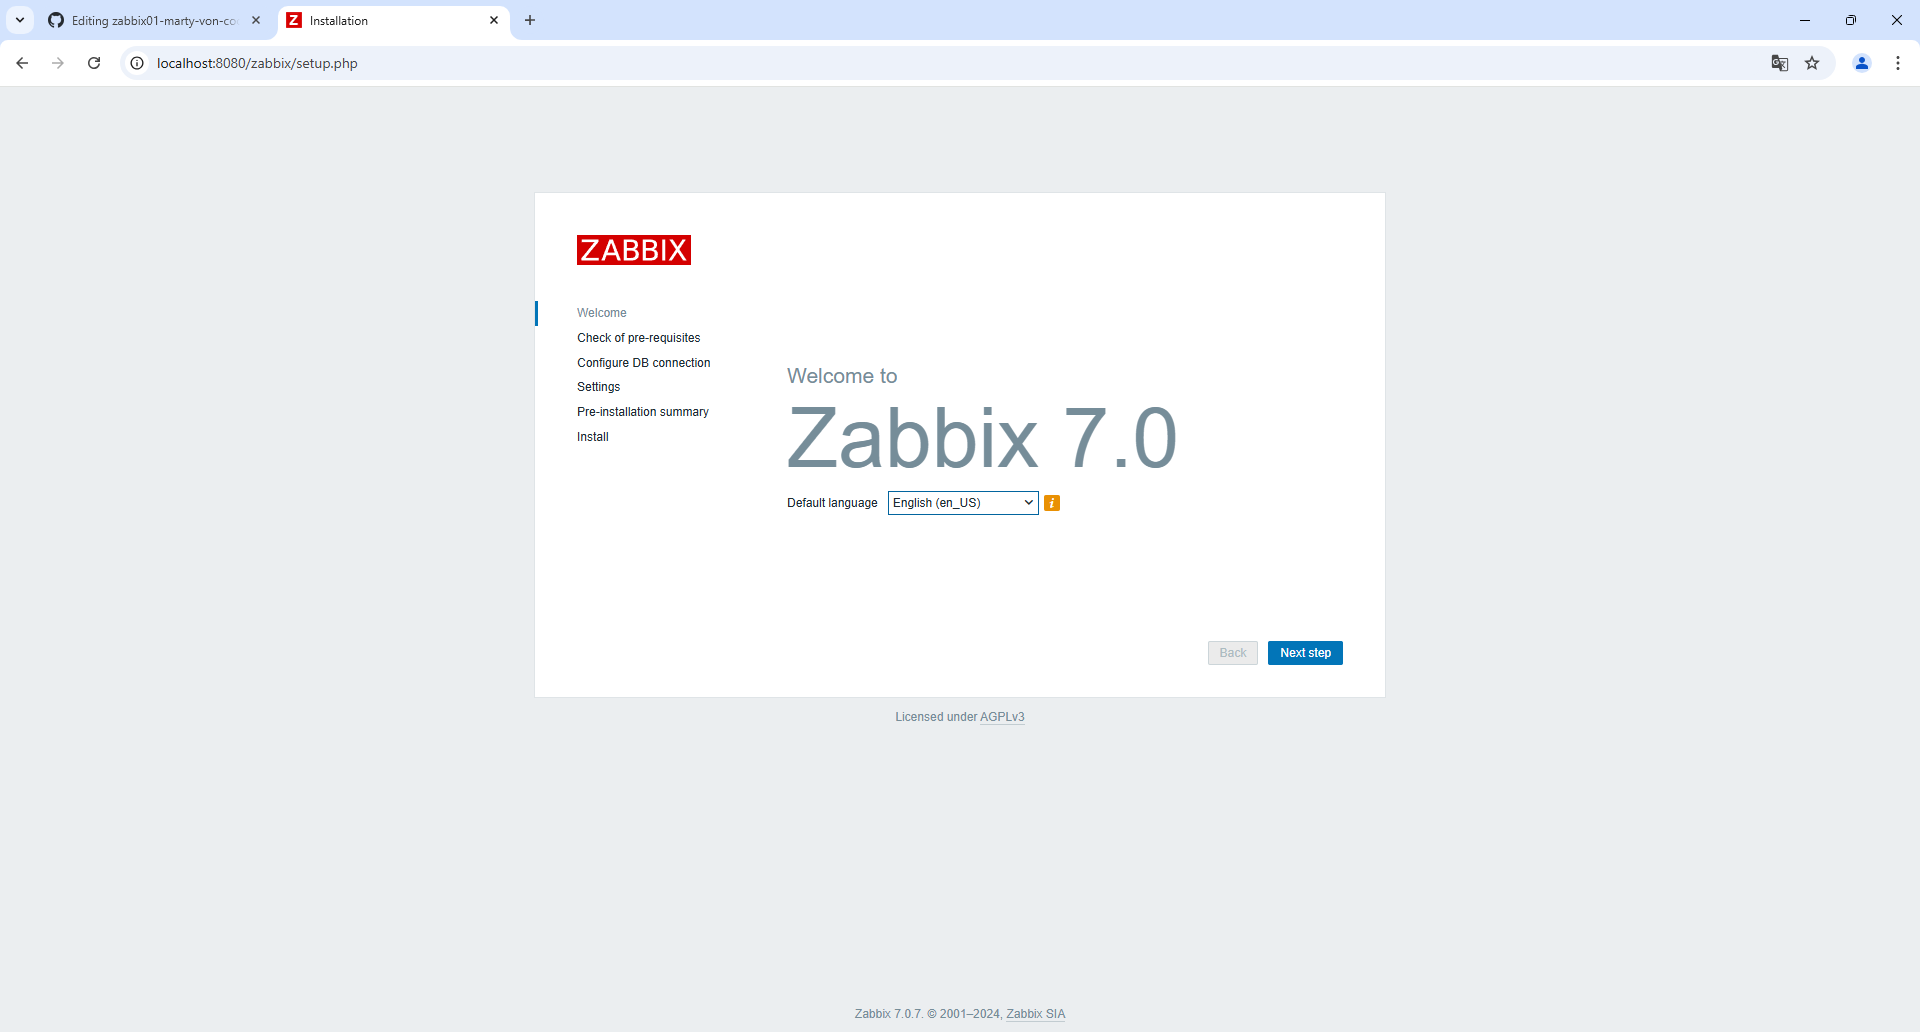 Editing zabbix01-marty-von-co
Installation
localhost:8080/zabbix/setup.php
ZABBIX
Welcome
Check of pre-requisites
Configure DB connection
Settings
Pre-installation summary
Install
Welcome to
Zabbix 7.0
Default language English (en_US)
Back Next step
Licensed under AGPLv3
Zabbix 7.0.7. © 2001–2024, Zabbix SIA